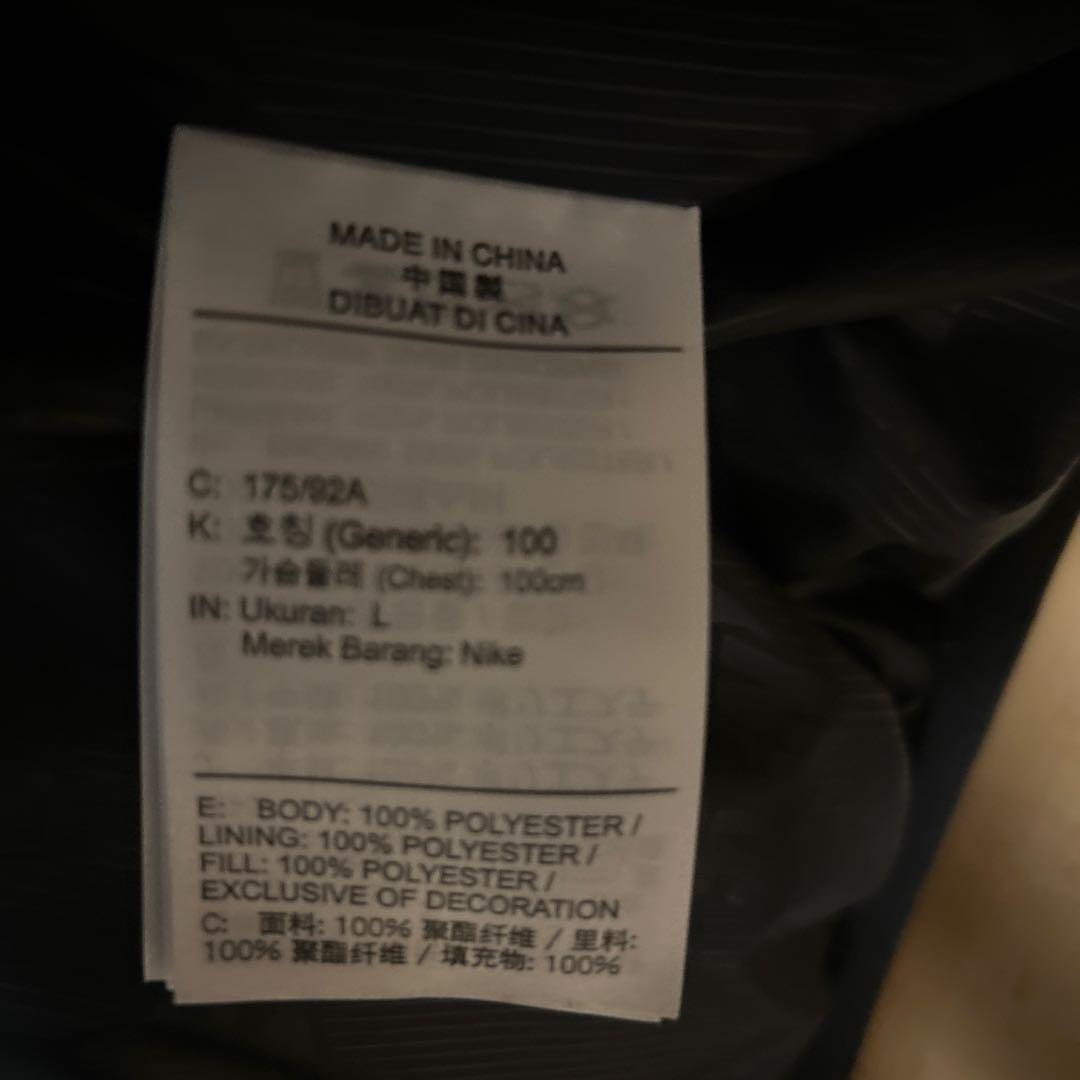 MADE IN CHINA
中国製
DIBUAT DI CINA
C: 175/92A
K: 호칭 (Generic): 100
가슴둘레 (Chest): 100cm
IN: Ukuran: L
Merek Barang: Nike
E: BODY: 100% POLYESTER /
LINING: 100% POLYESTER /
FILL: 100% POLYESTER /
EXCLUSIVE OF DECORATION
C: 面料: 100% 聚酯纤维 / 里料:
100% 聚酯纤维 / 填充物: 100%